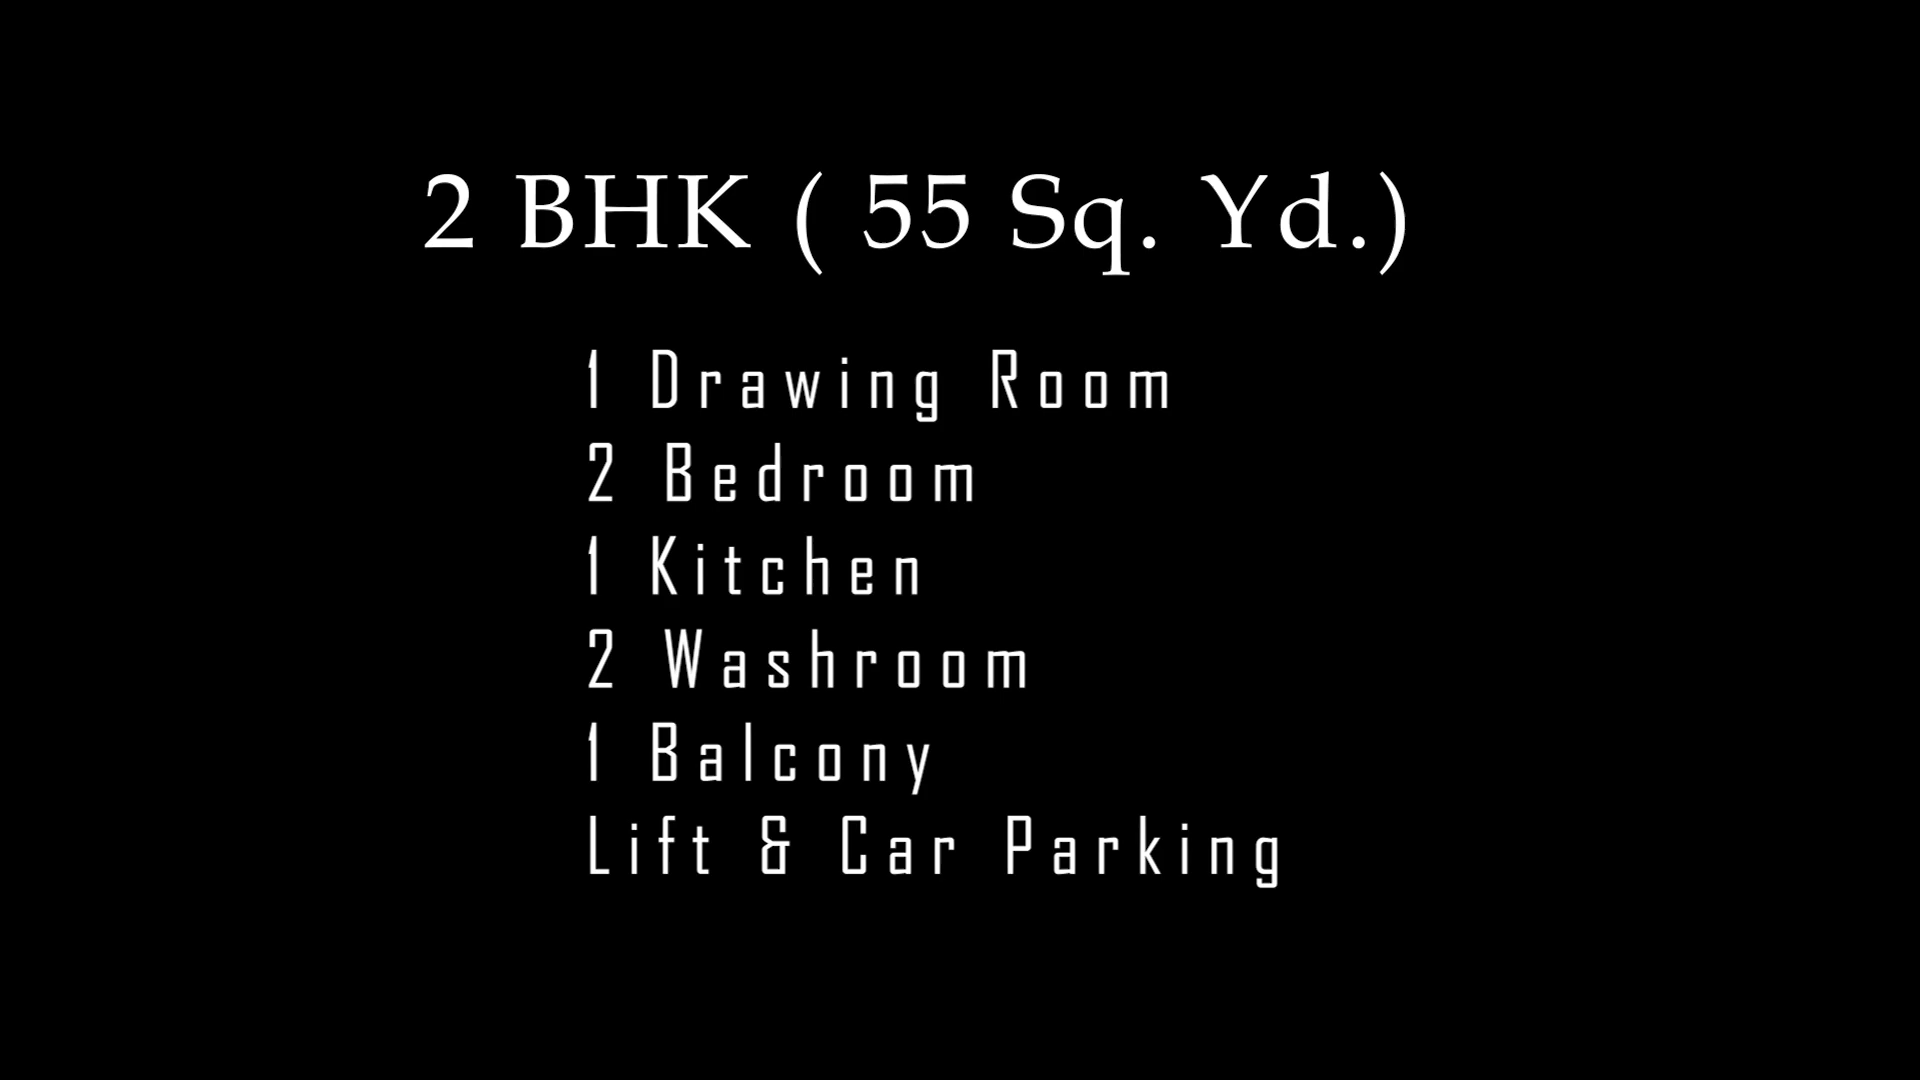 2 BHK ( 55 Sq. Yd.)
1 Drawing Room
2 Bedroom
1 Kitchen
2 Washroom
1 Balcony
Lift & Car Parking